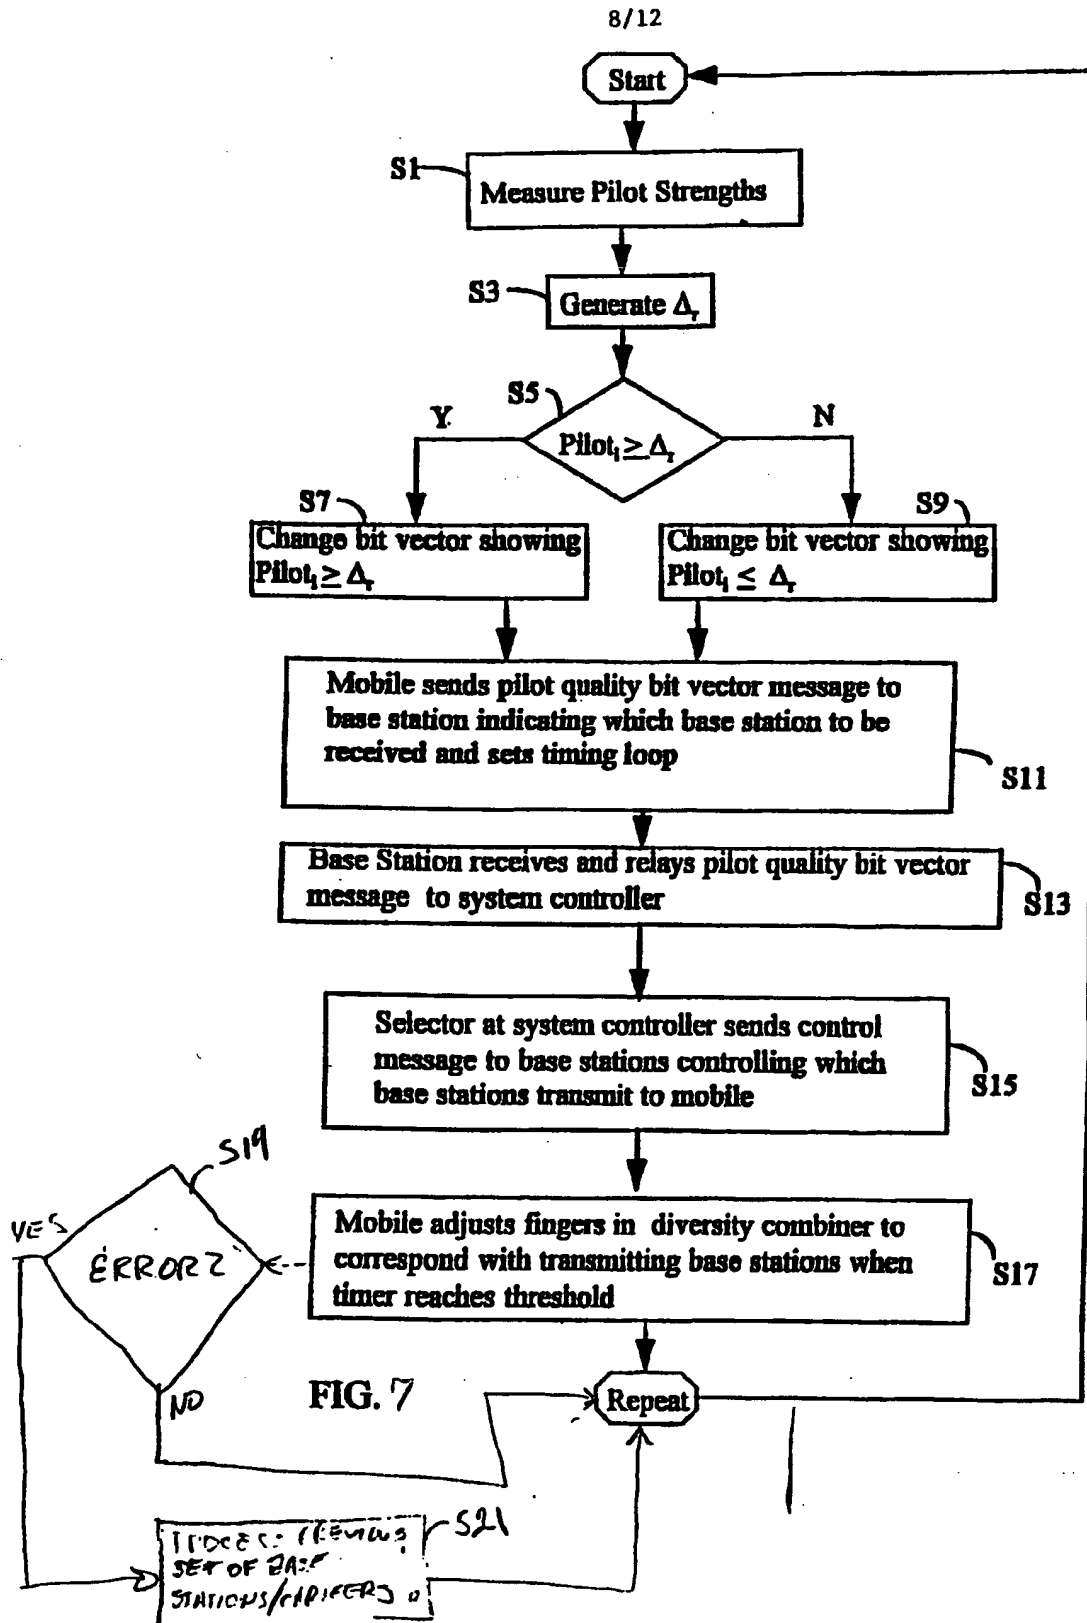 8/12
Start
S1
Measure Pilot Strengths
S3
Generate Δr
S5
Y
N
Piloti ≥ Δr
S7
S9
Change bit vector showing
Piloti ≥ Δr
Change bit vector showing
Piloti ≤ Δr
Mobile sends pilot quality bit vector message to
base station indicating which base station to be
received and sets timing loop
S11
Base Station receives and relays pilot quality bit vector
message to system controller
S13
Selector at system controller sends control
message to base stations controlling which
base stations transmit to mobile
S15
S19
YES
ERROR?
Mobile adjusts fingers in diversity combiner to
correspond with transmitting base stations when
timer reaches threshold
S17
NO
FIG. 7
Repeat
S21
PREVIOUS
SET OF BASE
STATIONS/CARRIERS